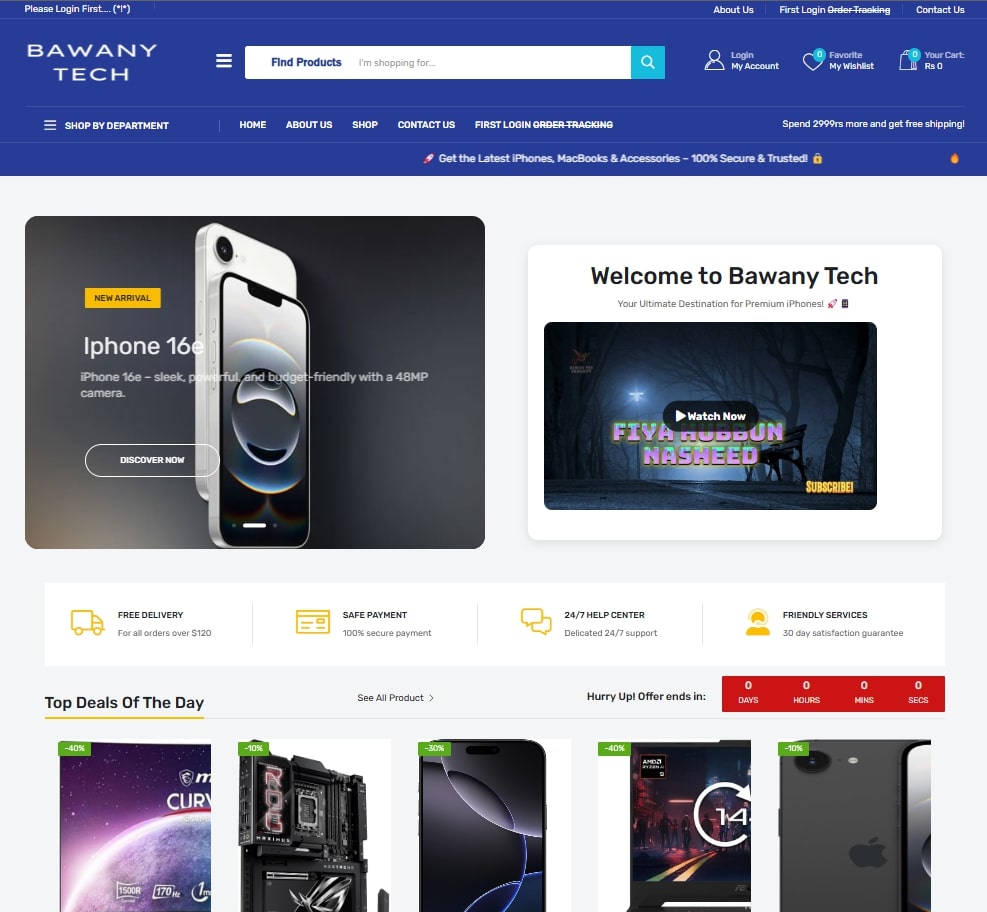 Please Login First.... (*!*)
About Us
First Login Order Tracking
Contact Us
BAWANY
TECH
Find Products
I'm shopping for...
Login
My Account
0
Favorite
My Wishlist
0
Your Cart:
Rs 0
SHOP BY DEPARTMENT
HOME
ABOUT US
SHOP
CONTACT US
FIRST LOGIN ORDER TRACKING
Spend 2999rs more and get free shipping!
🚀 Get the Latest iPhones, MacBooks & Accessories – 100% Secure & Trusted! 🔒
🔥
NEW ARRIVAL
Iphone 16e
iPhone 16e – sleek, powerful, and budget-friendly with a 48MP
camera.
DISCOVER NOW
Welcome to Bawany Tech
Your Ultimate Destination for Premium iPhones! 🚀 📱
▶ Watch Now
FIYA HUBBUN
NASHEED
SUBSCRIBE!
FREE DELIVERY
For all orders over $120
SAFE PAYMENT
100% secure payment
24/7 HELP CENTER
Delicated 24/7 support
FRIENDLY SERVICES
30 day satisfaction guarantee
Top Deals Of The Day
See All Product
Hurry Up! Offer ends in:
0
DAYS
0
HOURS
0
MINS
0
SECS
-40%
-10%
-30%
-40%
-10%
CURV
1500R
170Hz
1m
MAXIMUS
EXTREME
AMD
RYZEN AI
14